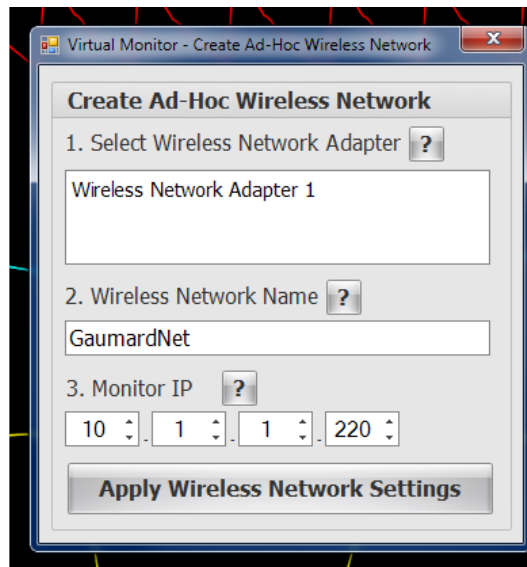 Virtual Monitor - Create Ad-Hoc Wireless Network
Create Ad-Hoc Wireless Network
1. Select Wireless Network Adapter ?
Wireless Network Adapter 1
2. Wireless Network Name ?
GaumardNet
3. Monitor IP ?
10 . 1 . 1 . 220
Apply Wireless Network Settings